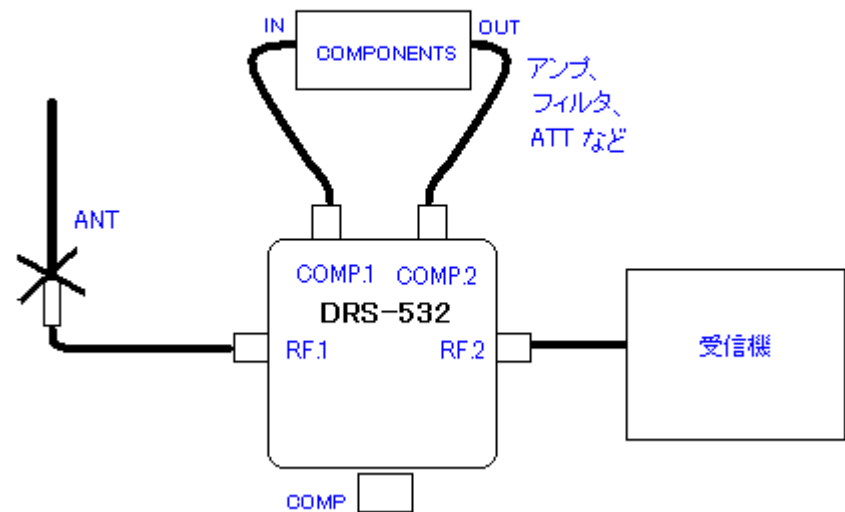 IN
OUT
COMPONENTS
アンプ、
フィルタ、
ATT など
ANT
COMP.1 COMP.2
DRS-532
RF.1
RF.2
受信機
COMP